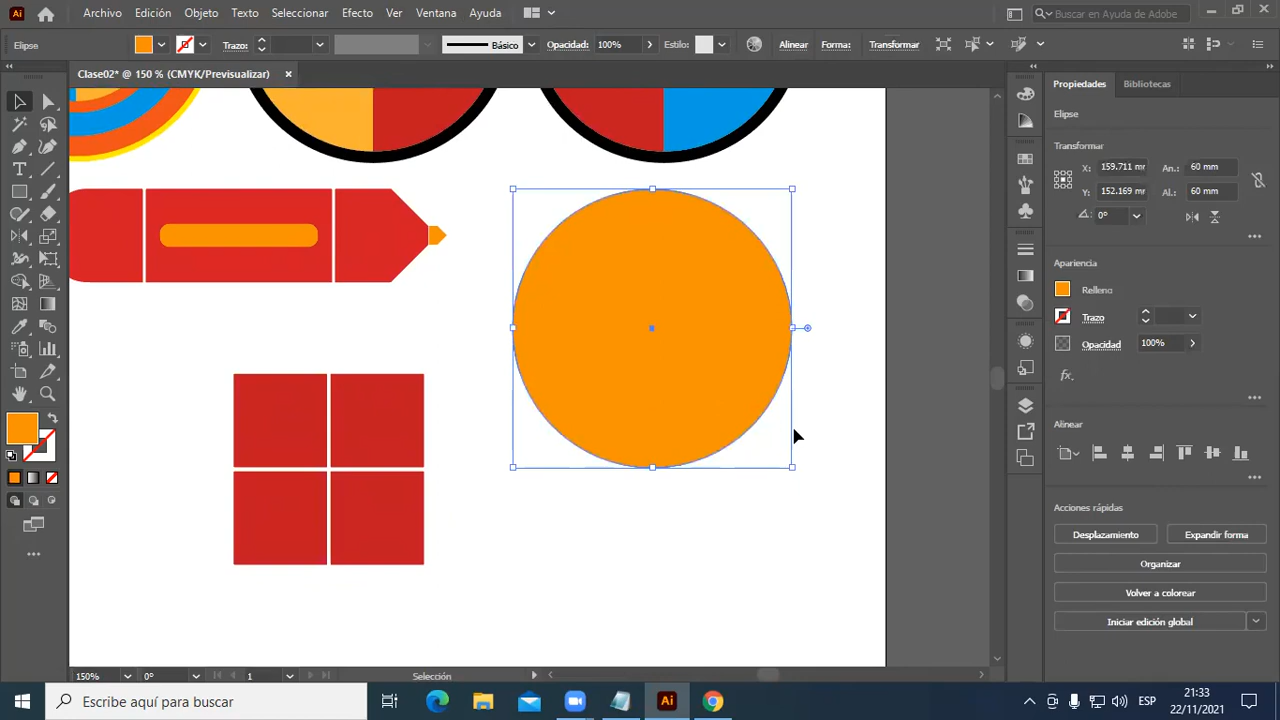 Ai
Archivo Edición Objeto Texto Seleccionar Efecto Ver Ventana Ayuda
Buscar en Ayuda de Adobe
Elipse
Trazo:
Básico
Opacidad: 100%
Estilo:
Alinear
Forma:
Transformar
Clase02* @ 150 % (CMYK/Previsualizar)
Propiedades
Bibliotecas
Elipse
Transformar
X: 159.711 mm
An.: 60 mm
Y: 152.169 mm
Al.: 60 mm
0°
Apariencia
Relleno
Trazo
Opacidad 100%
fx.
Alinear
Acciones rápidas
Desplazamiento
Expandir forma
Organizar
Volver a colorear
Iniciar edición global
150%
0°
1
Selección
Escribe aquí para buscar
Ai
ESP
21:33
22/11/2021